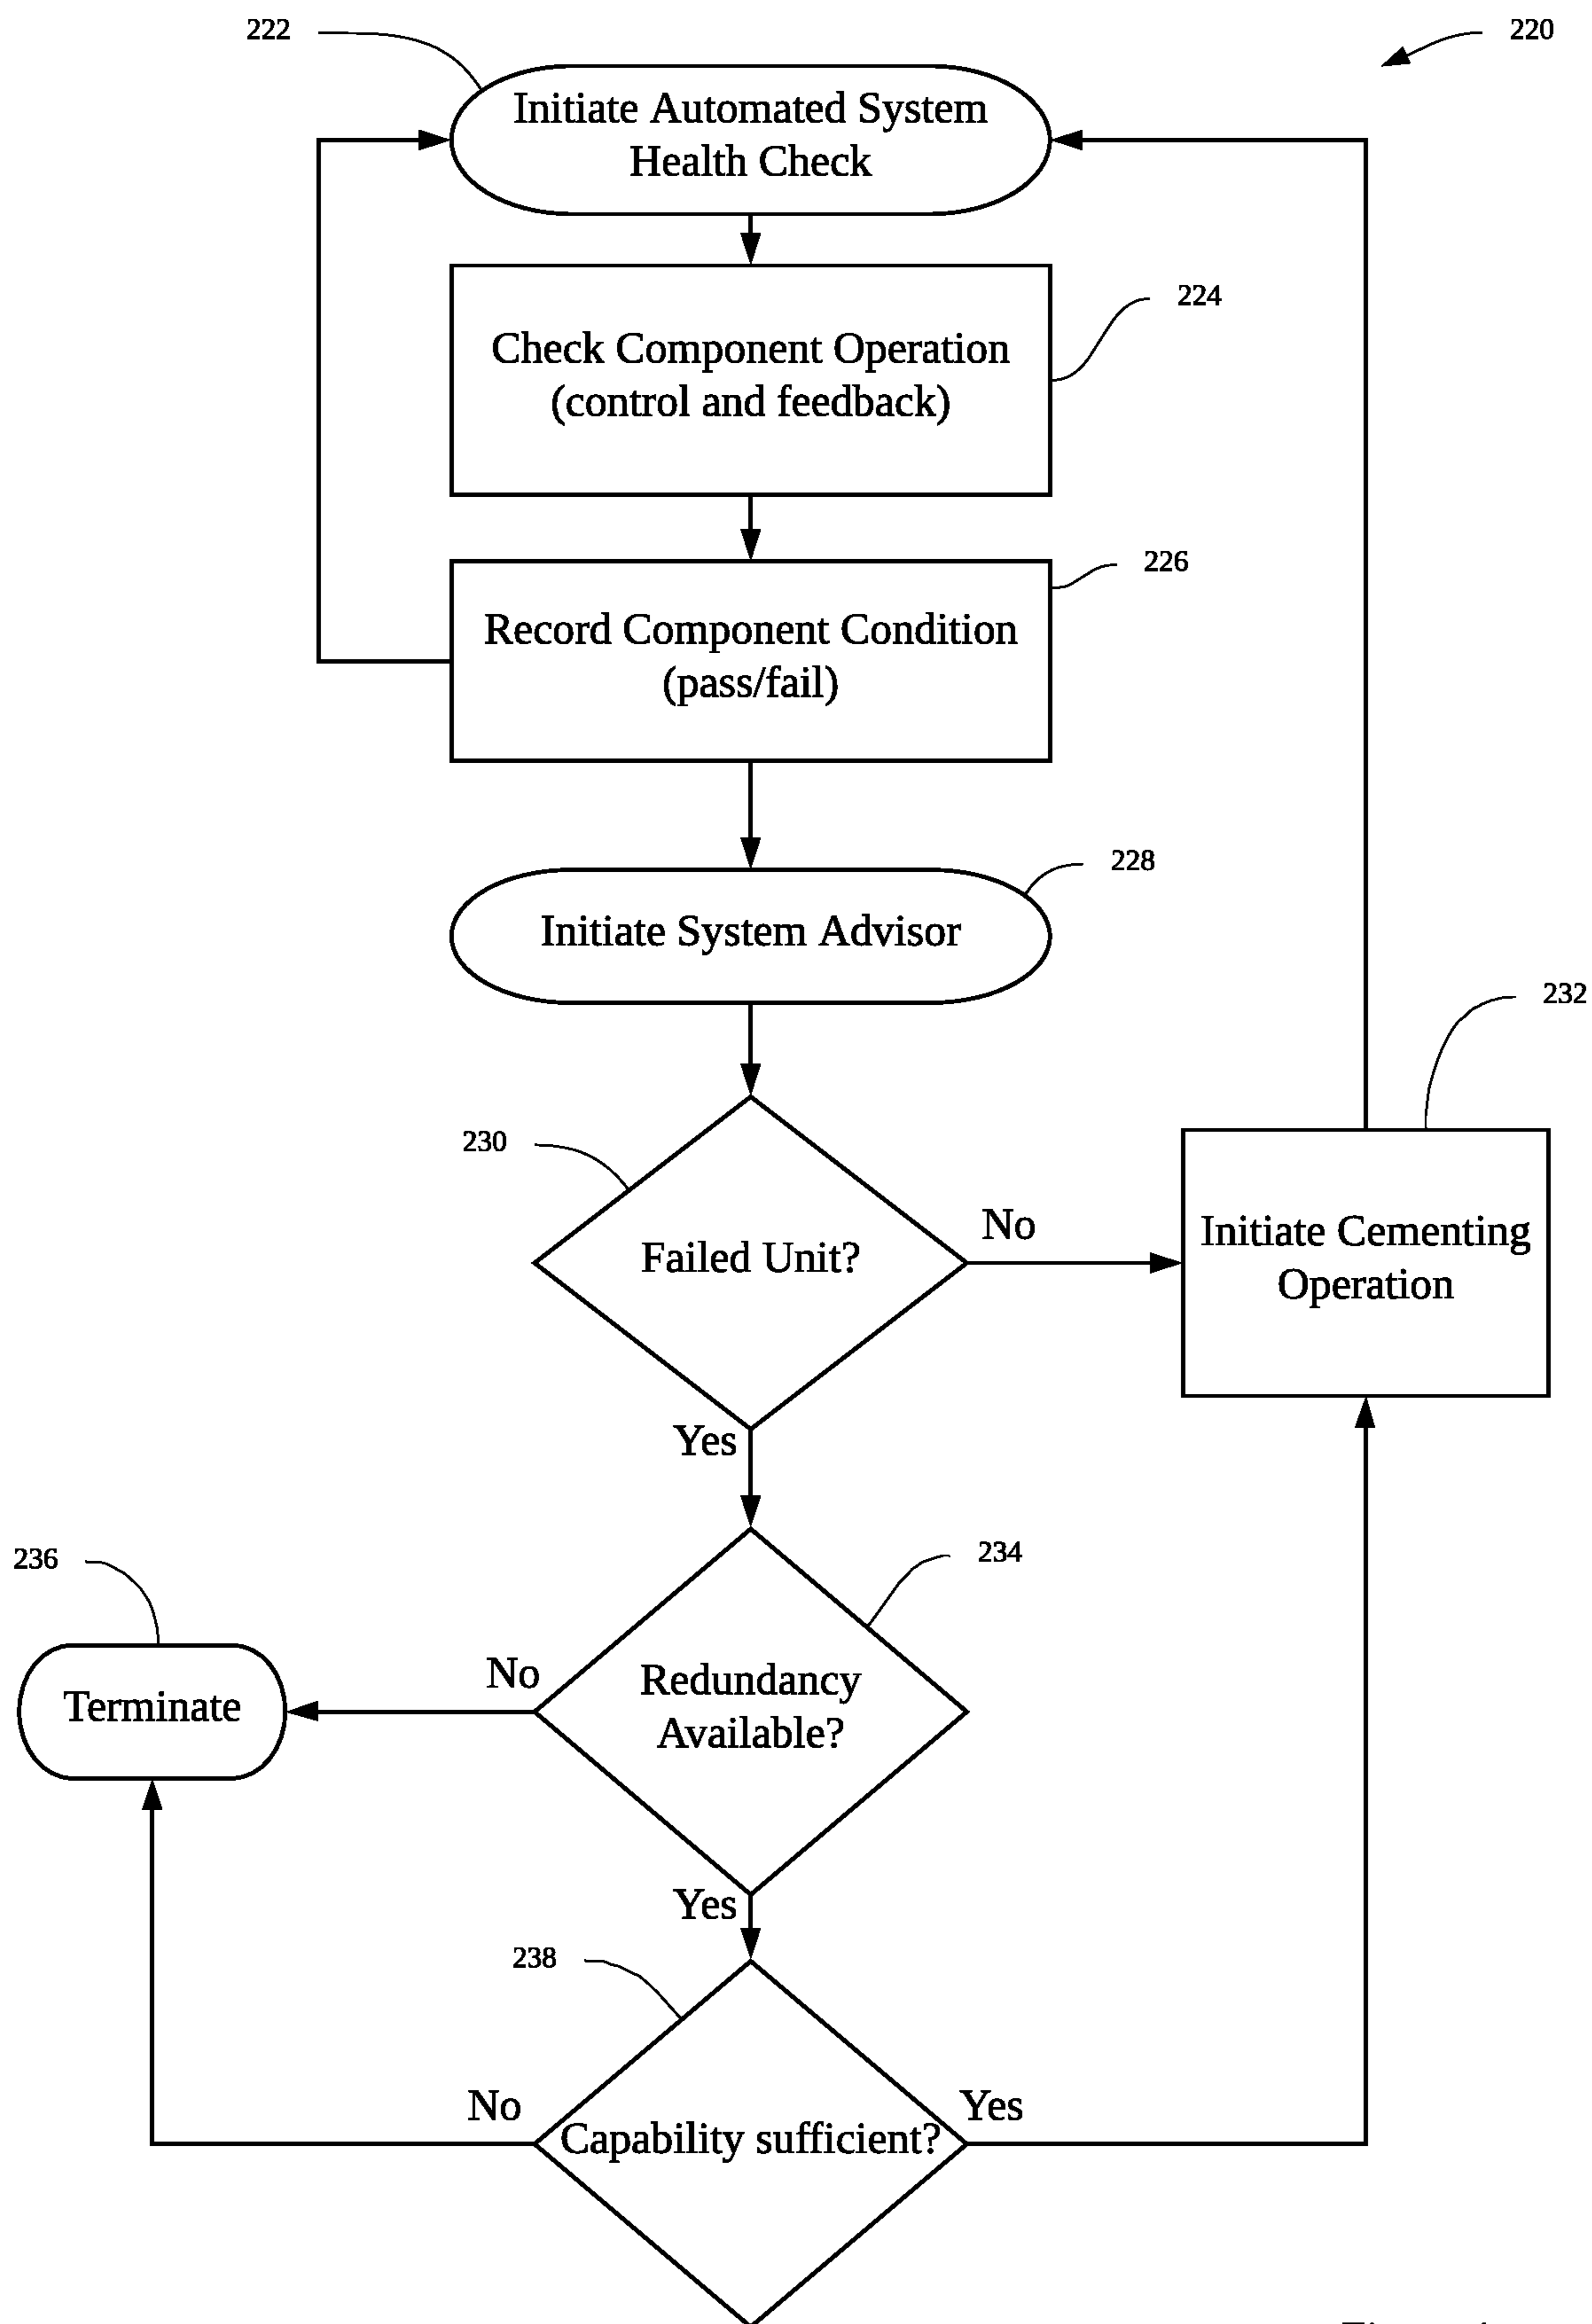 222
220
Initiate Automated System
Health Check
224
Check Component Operation
(control and feedback)
226
Record Component Condition
(pass/fail)
228
Initiate System Advisor
232
230
No
Failed Unit?
Initiate Cementing
Operation
Yes
236
234
No
Redundancy
Available?
Terminate
Yes
238
No
Yes
Capability sufficient?